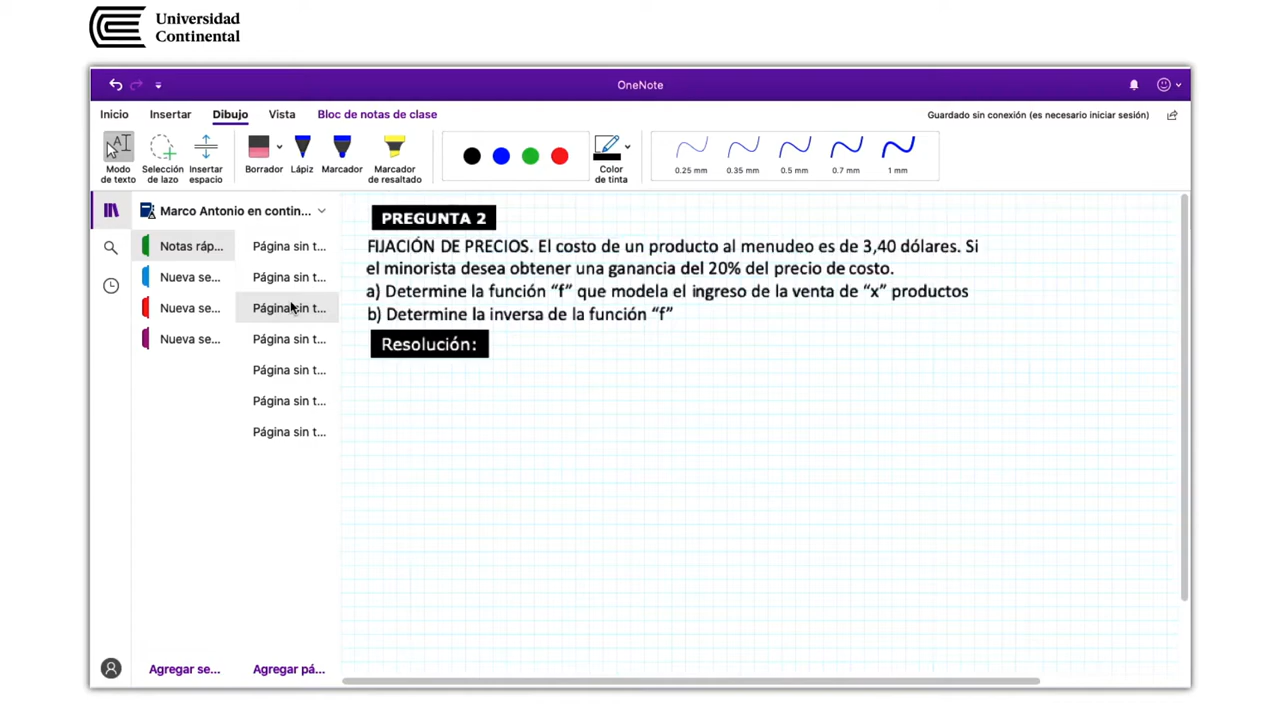 Universidad
Continental
OneNote
Inicio
Insertar
Dibujo
Vista
Bloc de notas de clase
Guardado sin conexión (es necesario iniciar sesión)
Modo
de texto
Selección
de lazo
Insertar
espacio
Borrador
Lápiz
Marcador
Marcador
de resaltado
Color
de tinta
0.25 mm
0.35 mm
0.5 mm
0.7 mm
1 mm
Marco Antonio en contin...
Notas ráp...
Nueva se...
Nueva se...
Nueva se...
Página sin t...
Página sin t...
Página sin t...
Página sin t...
Página sin t...
Página sin t...
Página sin t...
PREGUNTA 2
FIJACIÓN DE PRECIOS. El costo de un producto al menudeo es de 3,40 dólares. Si
el minorista desea obtener una ganancia del 20% del precio de costo.
a) Determine la función “f” que modela el ingreso de la venta de “x” productos
b) Determine la inversa de la función “f”
Resolución:
Agregar se...
Agregar pá...